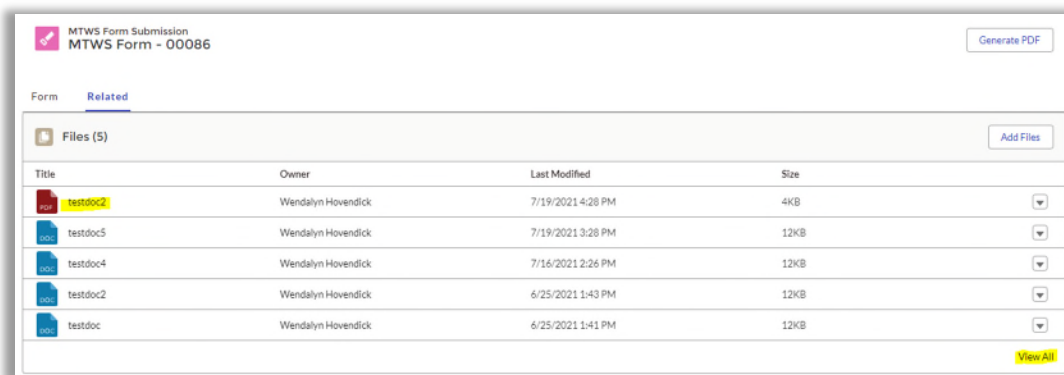 MTWS Form Submission
MTWS Form - 00086
Generate PDF
Form Related
Files (5)
Add Files
Title Owner Last Modified Size
PDF testdoc2 Wendalyn Hovendick 7/19/2021 4:28 PM 4KB
DOC testdoc5 Wendalyn Hovendick 7/19/2021 3:28 PM 12KB
DOC testdoc4 Wendalyn Hovendick 7/16/2021 2:26 PM 12KB
DOC testdoc2 Wendalyn Hovendick 6/25/2021 1:43 PM 12KB
DOC testdoc Wendalyn Hovendick 6/25/2021 1:41 PM 12KB
View All